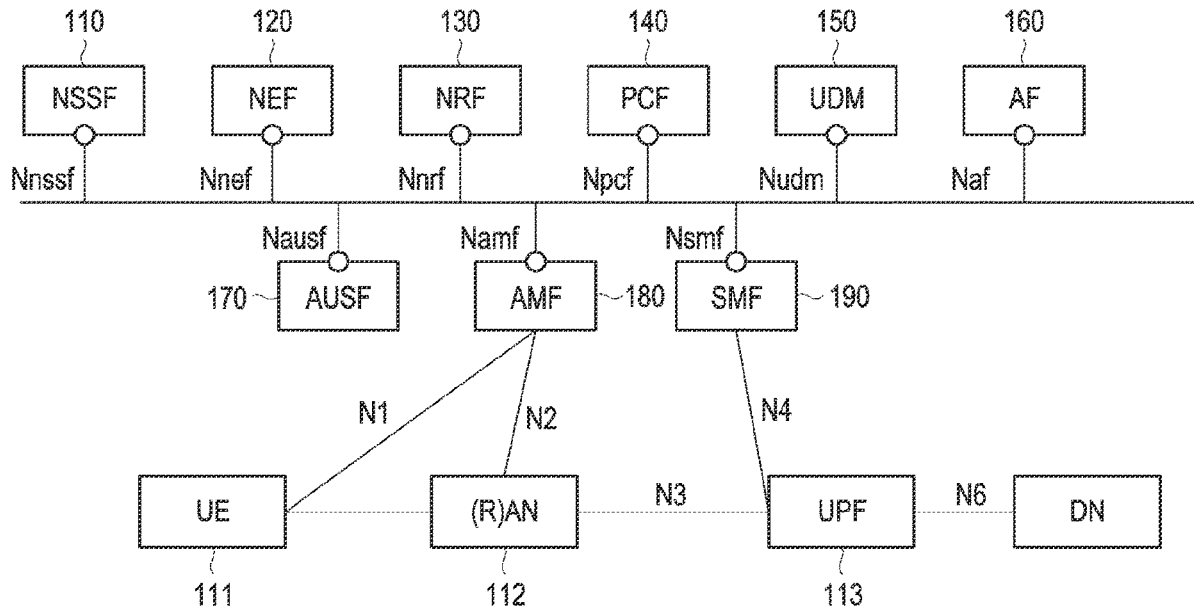 110 120 130 140 150 160
NSSF NEF NRF PCF UDM AF
Nnssf Nnef Nnrf Npcf Nudm Naf
Nausf Namf Nsmf
170 AUSF AMF 180 SMF 190
N1 N2 N4
UE (R)AN N3 UPF N6 DN
111 112 113